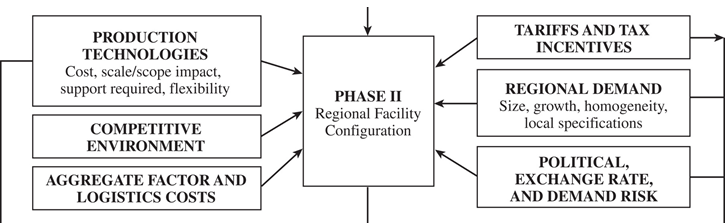 PRODUCTION
TECHNOLOGIES
Cost, scale/scope impact,
support required, flexibility
COMPETITIVE
ENVIRONMENT
AGGREGATE FACTOR AND
LOGISTICS COSTS
PHASE II
Regional Facility
Configuration
TARIFFS AND TAX
INCENTIVES
REGIONAL DEMAND
Size, growth, homogeneity,
local specifications
POLITICAL,
EXCHANGE RATE,
AND DEMAND RISK